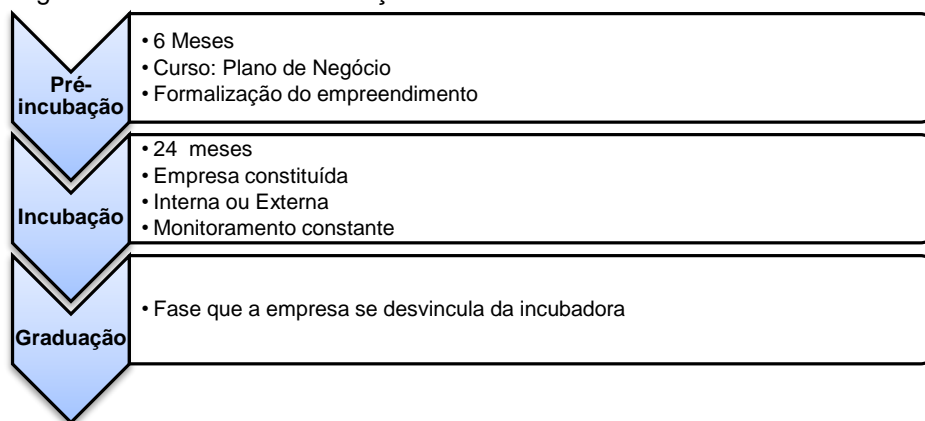 Pré-
incubação
• 6 Meses
• Curso: Plano de Negócio
• Formalização do empreendimento
Incubação
• 24 meses
• Empresa constituída
• Interna ou Externa
• Monitoramento constante
Graduação
• Fase que a empresa se desvincula da incubadora